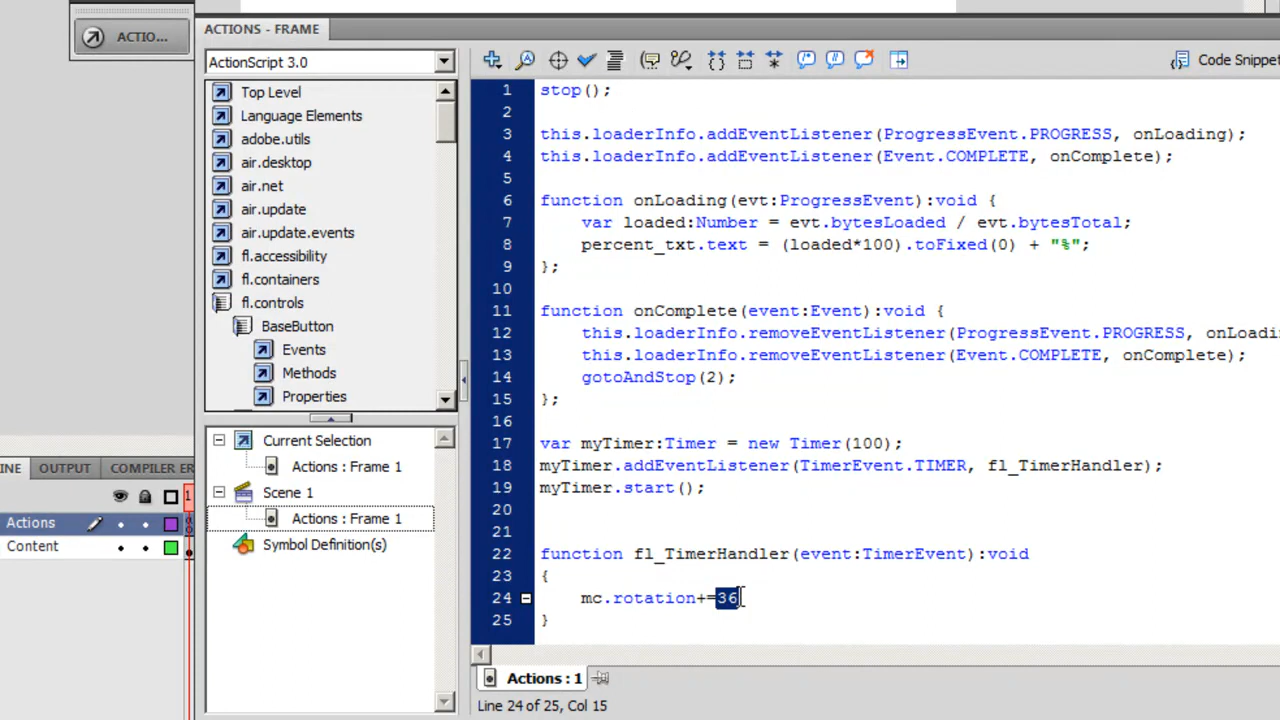 ACTIO...
ACTIONS - FRAME
ActionScript 3.0
Code Snippet
Top Level
Language Elements
adobe.utils
air.desktop
air.net
air.update
air.update.events
fl.accessibility
fl.containers
fl.controls
BaseButton
Events
Methods
Properties
Current Selection
Actions : Frame 1
Scene 1
Actions : Frame 1
Symbol Definition(s)
1 stop();
2
3 this.loaderInfo.addEventListener(ProgressEvent.PROGRESS, onLoading);
4 this.loaderInfo.addEventListener(Event.COMPLETE, onComplete);
5
6 function onLoading(evt:ProgressEvent):void {
7 var loaded:Number = evt.bytesLoaded / evt.bytesTotal;
8 percent_txt.text = (loaded*100).toFixed(0) + "%";
9 };
10
11 function onComplete(event:Event):void {
12 this.loaderInfo.removeEventListener(ProgressEvent.PROGRESS, onLoading
13 this.loaderInfo.removeEventListener(Event.COMPLETE, onComplete);
14 gotoAndStop(2);
15 };
16
17 var myTimer:Timer = new Timer(100);
18 myTimer.addEventListener(TimerEvent.TIMER, fl_TimerHandler);
19 myTimer.start();
20
21
22 function fl_TimerHandler(event:TimerEvent):void
23 {
24 mc.rotation+=36
25 }
INE OUTPUT COMPILER ER
1
Actions
Content
Actions : 1
Line 24 of 25, Col 15